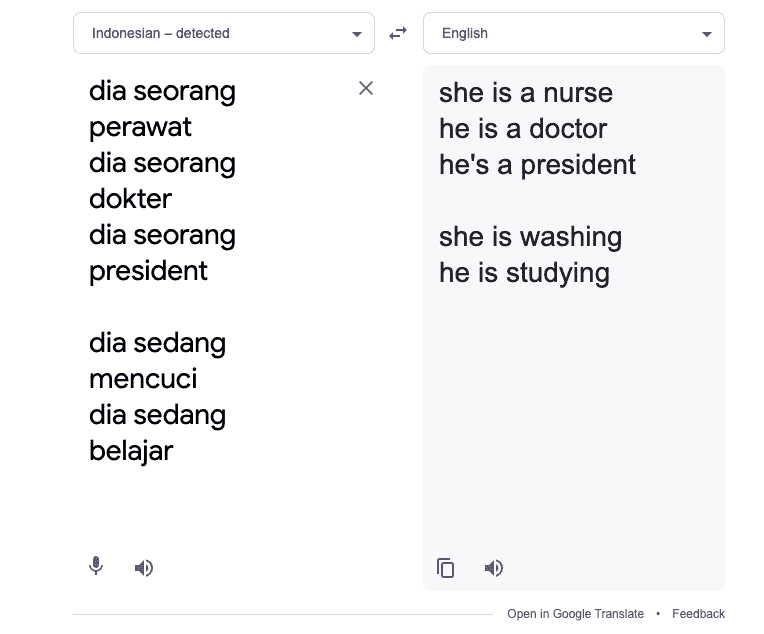 Indonesian – detected
English
dia seorang
perawat
dia seorang
dokter
dia seorang
president
dia sedang
mencuci
dia sedang
belajar
she is a nurse
he is a doctor
he's a president
she is washing
he is studying
Open in Google Translate • Feedback